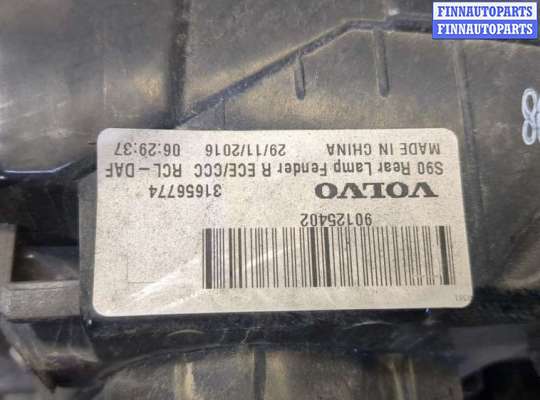 FINNAUTOPARTS
FINNAUTOPARTS
FINNAUTOPARTS
90125402
VOLVO
31656774
S90 Rear Lamp Fender R ECE/CCC RCL-DAF
MADE IN CHINA 29/11/2016 06:29:37